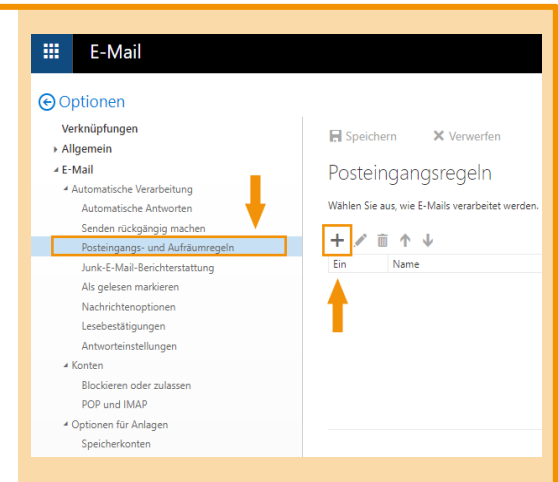 E-Mail
Optionen
Verknüpfungen
Allgemein
E-Mail
Automatische Verarbeitung
Automatische Antworten
Senden rückgängig machen
Posteingangs- und Aufräumregeln
Junk-E-Mail-Berichterstattung
Als gelesen markieren
Nachrichtenoptionen
Lesebestätigungen
Antworteinstellungen
Konten
Blockieren oder zulassen
POP und IMAP
Optionen für Anlagen
Speicherkonten
Speichern Verwerfen
Posteingangsregeln
Wählen Sie aus, wie E-Mails verarbeitet werden.
Ein Name